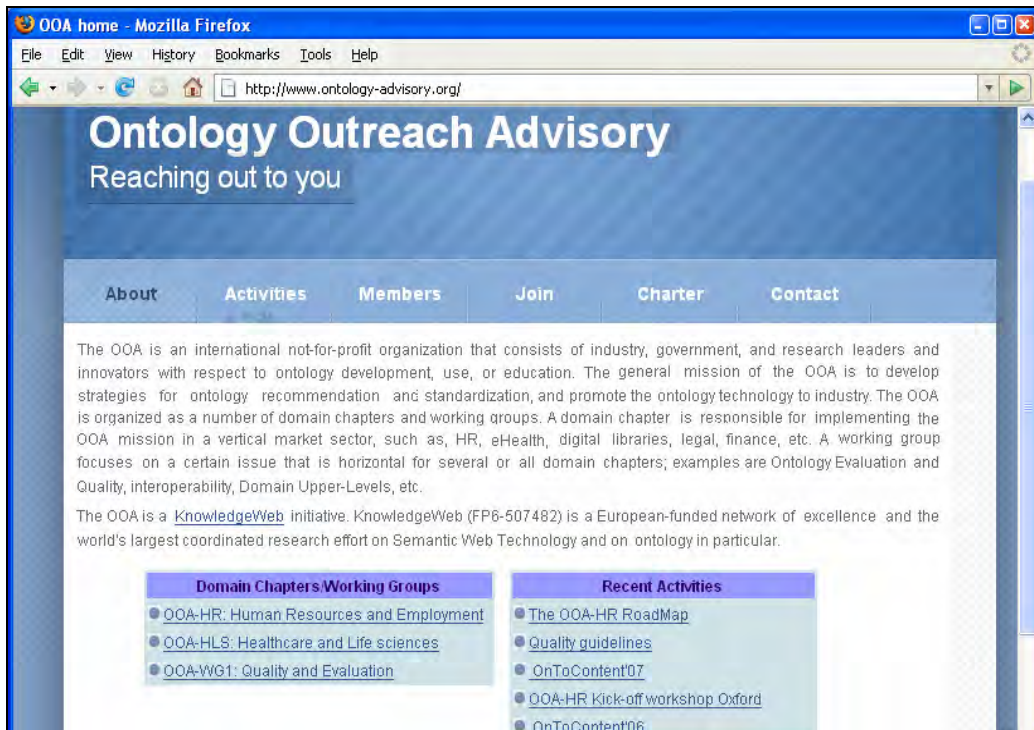 OOA home - Mozilla Firefox
File Edit View History Bookmarks Tools Help
http://www.ontology-advisory.org/
Ontology Outreach Advisory
Reaching out to you
About Activities Members Join Charter Contact
The OOA is an international not-for-profit organization that consists of industry, government, and research leaders and
innovators with respect to ontology development, use, or education. The general mission of the OOA is to develop
strategies for ontology recommendation and standardization, and promote the ontology technology to industry. The OOA
is organized as a number of domain chapters and working groups. A domain chapter is responsible for implementing the
OOA mission in a vertical market sector, such as, HR, eHealth, digital libraries, legal, finance, etc. A working group
focuses on a certain issue that is horizontal for several or all domain chapters; examples are Ontology Evaluation and
Quality, interoperability, Domain Upper-Levels, etc.
The OOA is a KnowledgeWeb initiative. KnowledgeWeb (FP6-507482) is a European-funded network of excellence and the
world's largest coordinated research effort on Semantic Web Technology and on ontology in particular.
Domain Chapters/Working Groups
OOA-HR: Human Resources and Employment
OOA-HLS: Healthcare and Life sciences
OOA-WG1: Quality and Evaluation
Recent Activities
The OOA-HR RoadMap
Quality guidelines
OnToContent'07
OOA-HR Kick-off workshop Oxford
OnToContent'06